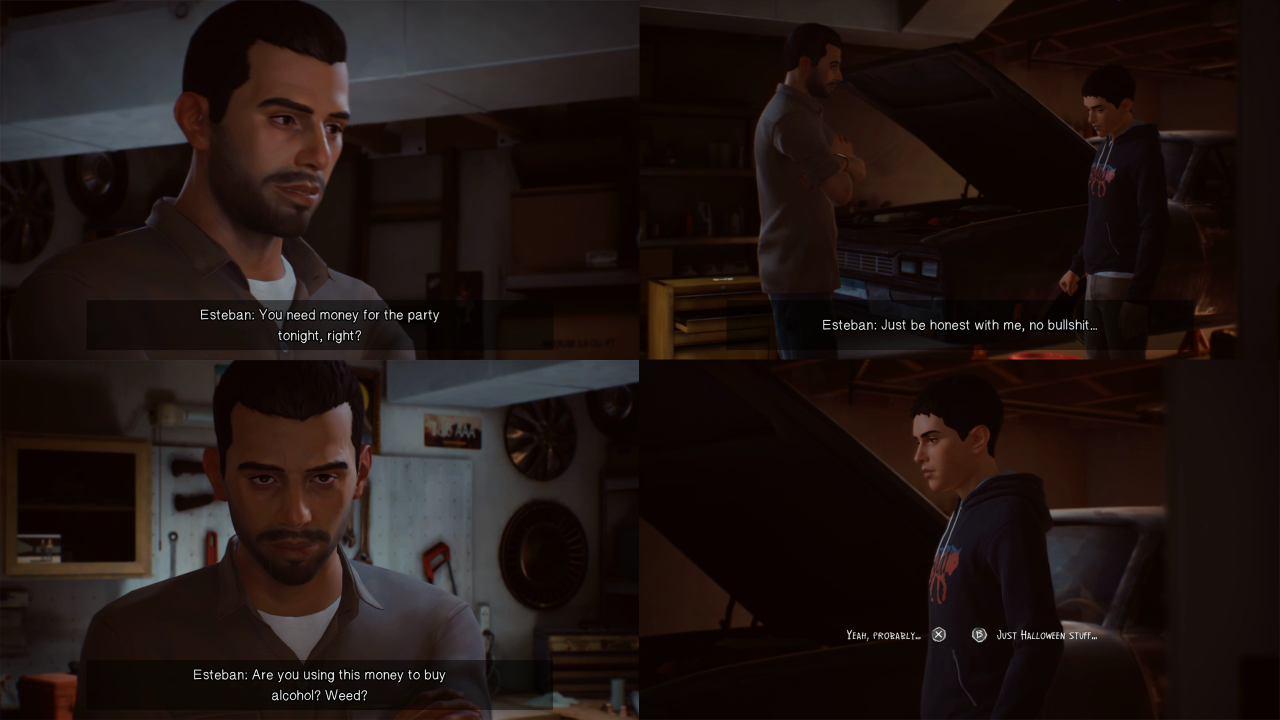 Esteban: You need money for the party
tonight, right?
Esteban: Just be honest with me, no bullshit...
Esteban: Are you using this money to buy
alcohol? Weed?
Yeah, probably... X
B Just Halloween stuff...